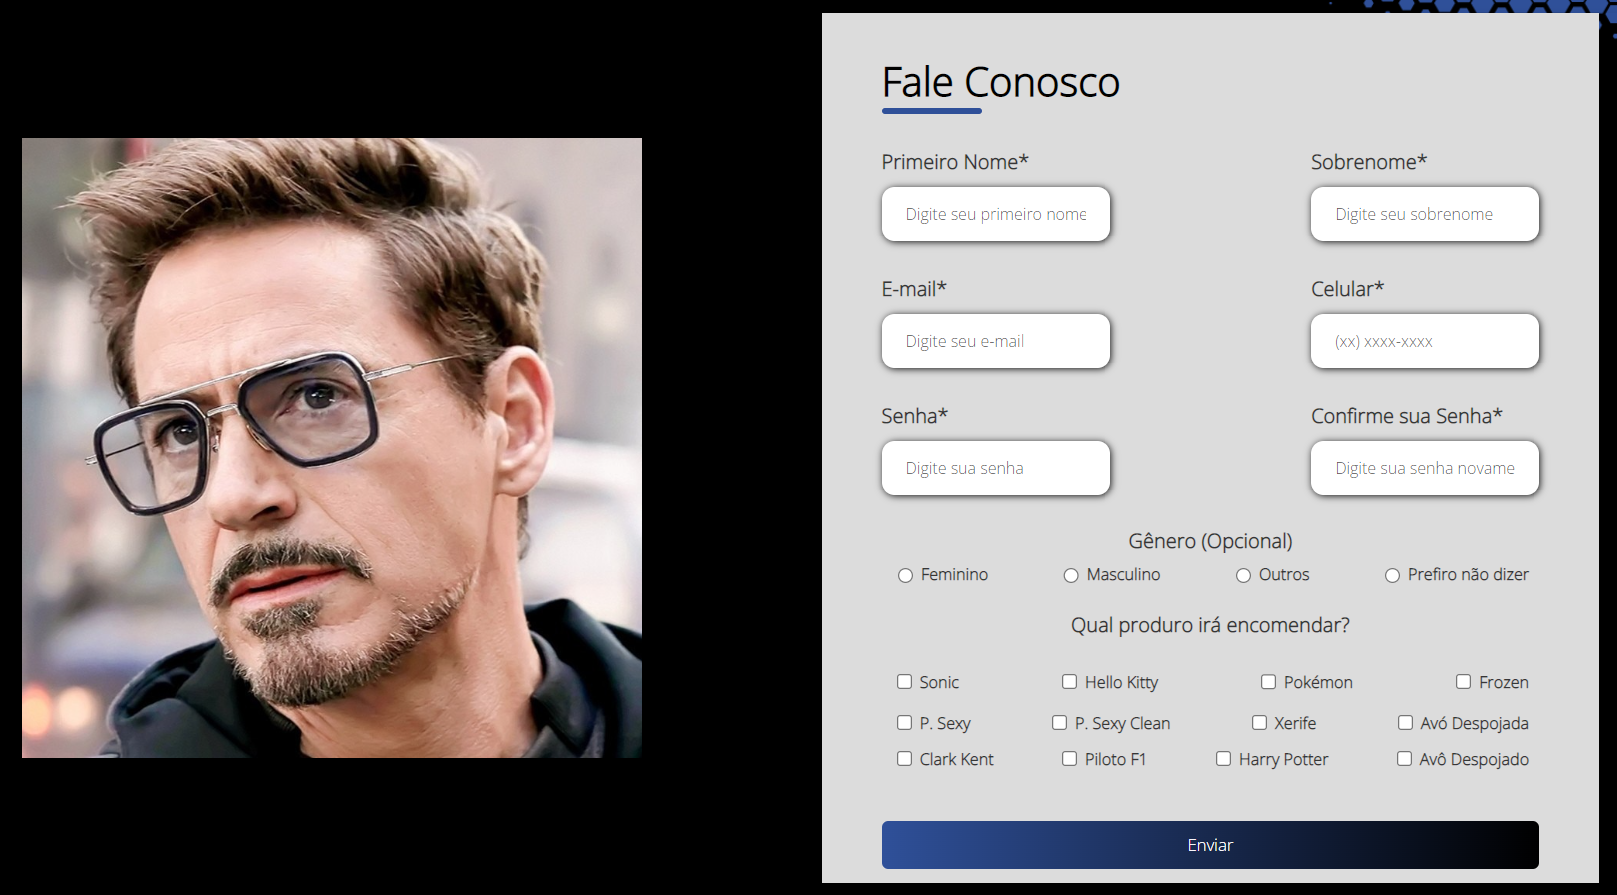 Fale Conosco
Primeiro Nome* Sobrenome*
Digite seu primeiro nome Digite seu sobrenome
E-mail* Celular*
Digite seu e-mail (xx) xxxx-xxxx
Senha* Confirme sua Senha*
Digite sua senha Digite sua senha novame
Gênero (Opcional)
Feminino Masculino Outros Prefiro não dizer
Qual produro irá encomendar?
Sonic Hello Kitty Pokémon Frozen
P. Sexy P. Sexy Clean Xerife Avó Despojada
Clark Kent Piloto F1 Harry Potter Avô Despojado
Enviar